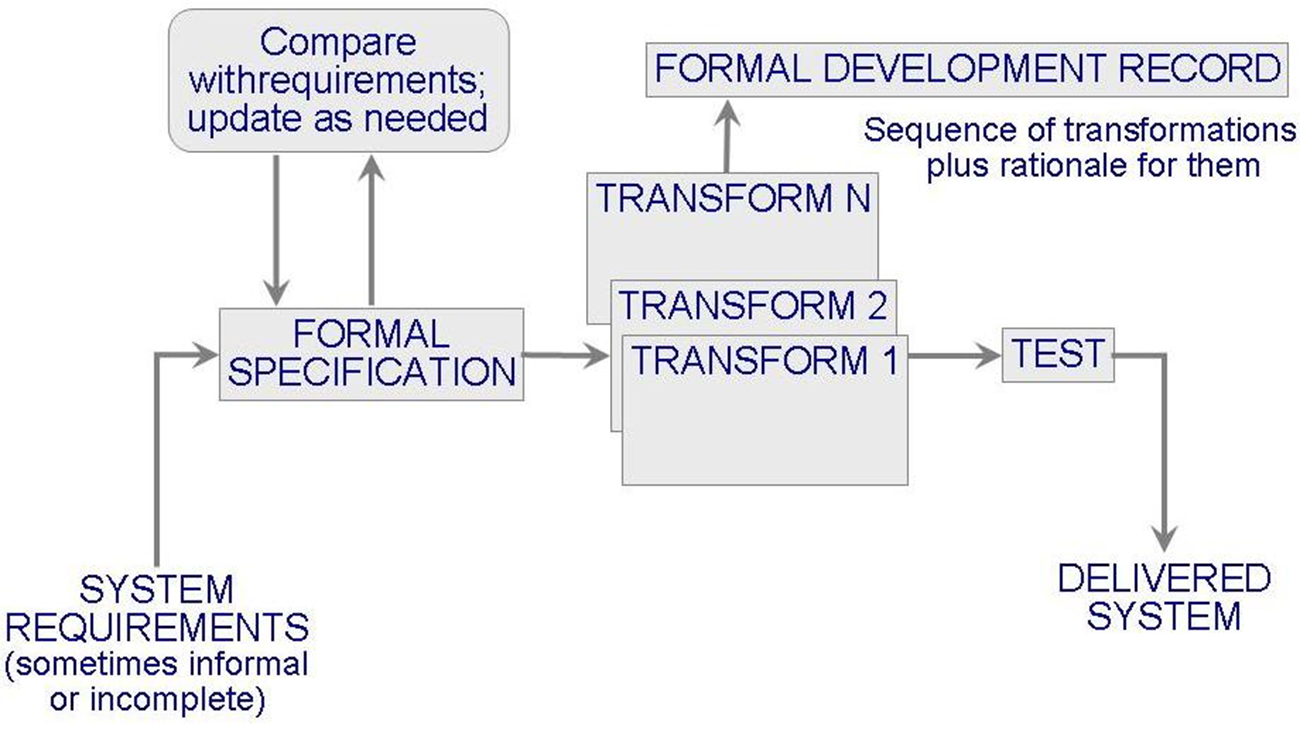 Compare
withrequirements;
update as needed
FORMAL DEVELOPMENT RECORD
Sequence of transformations
plus rationale for them
TRANSFORM N
TRANSFORM 2
TRANSFORM 1
FORMAL
SPECIFICATION
TEST
SYSTEM
REQUIREMENTS
(sometimes informal
or incomplete)
DELIVERED
SYSTEM